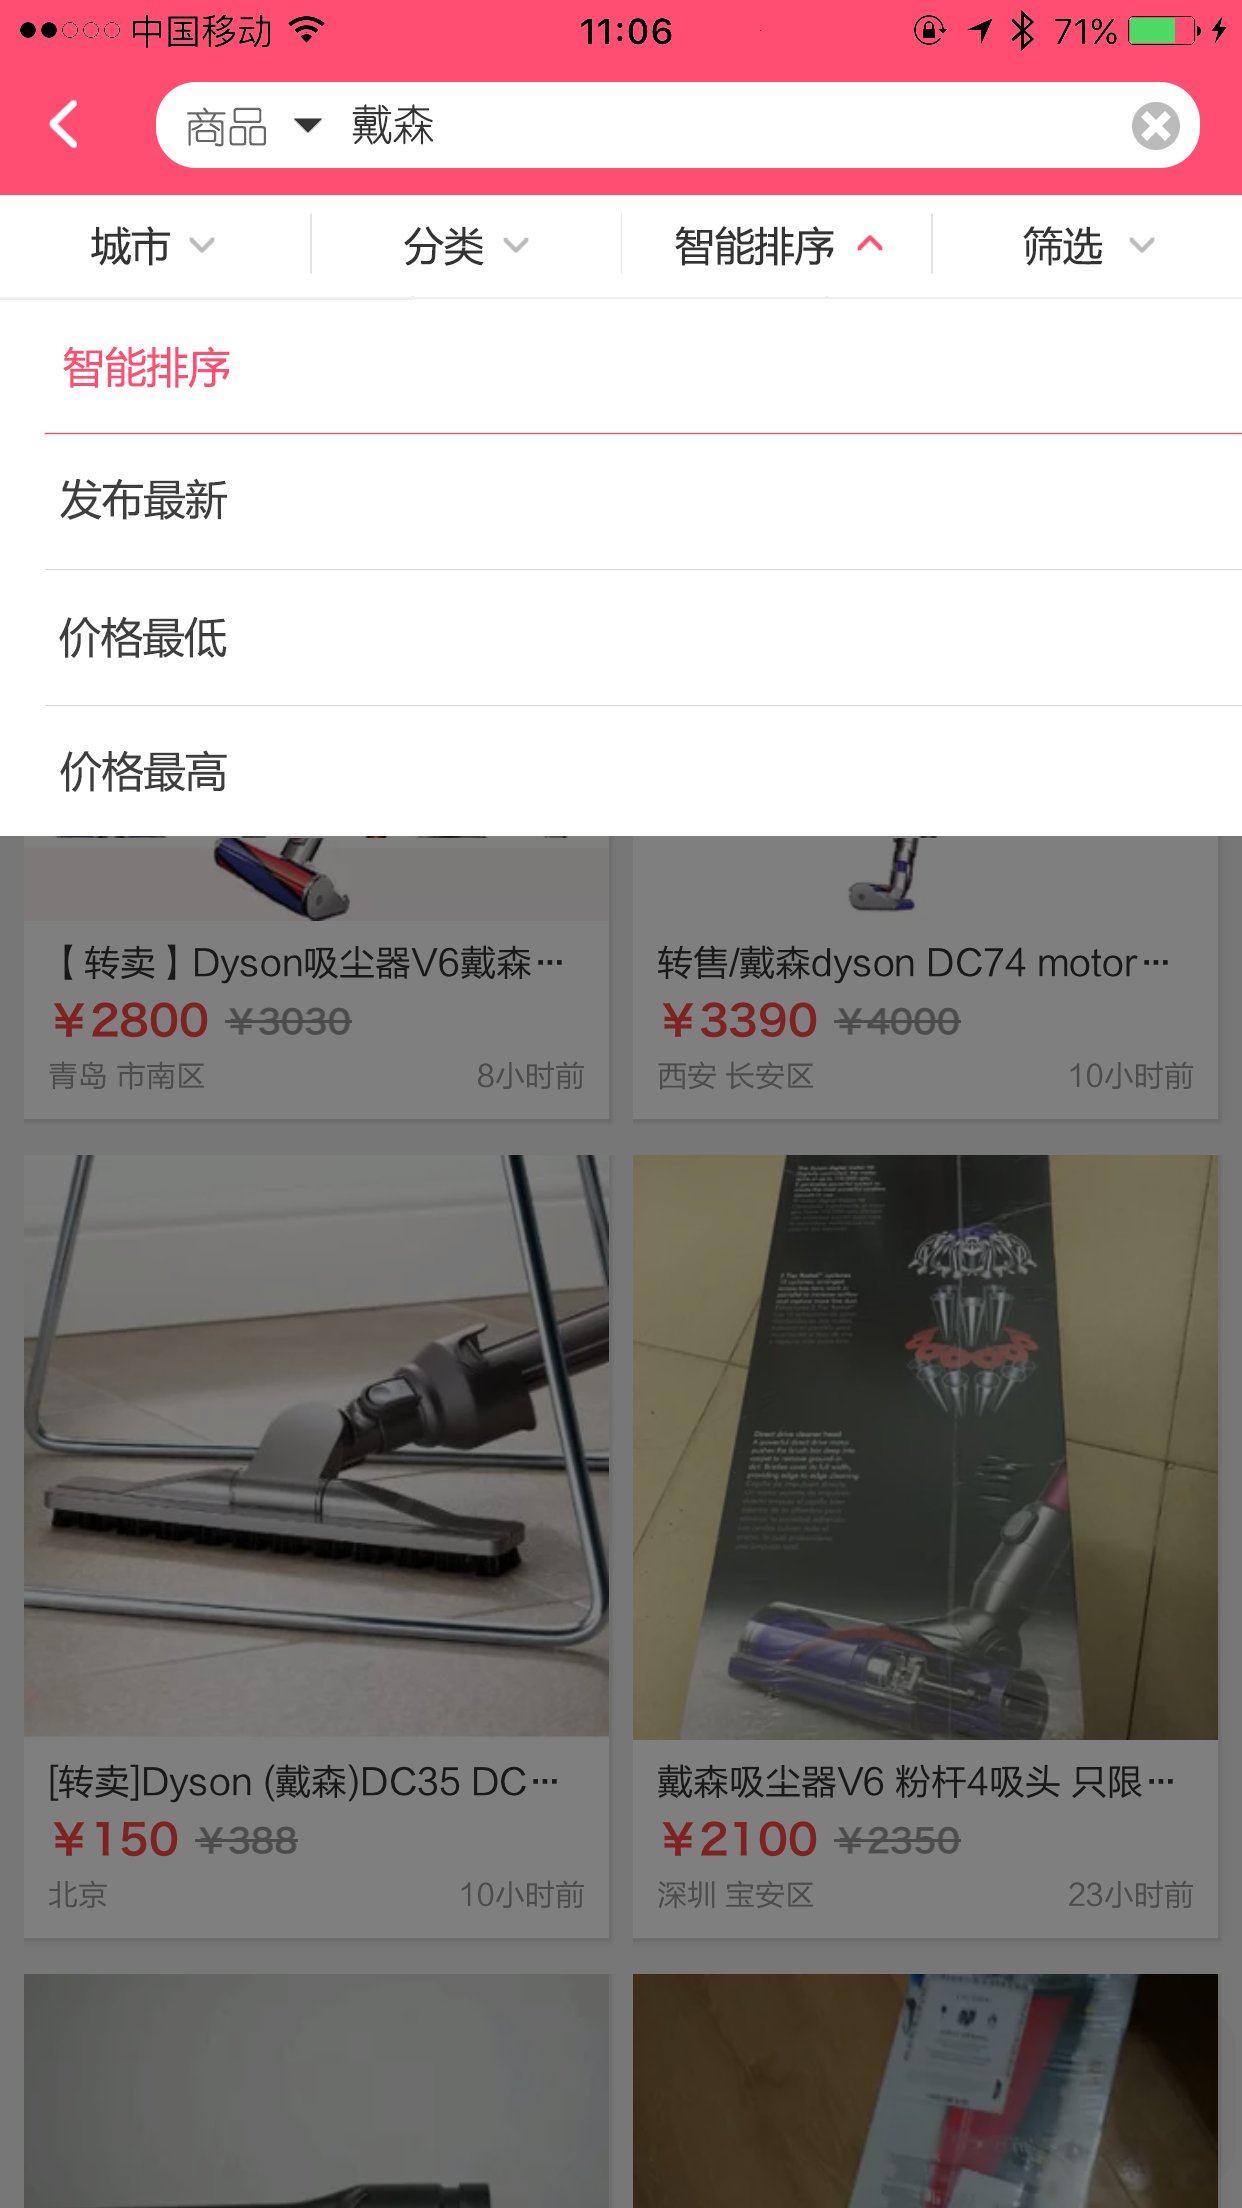 中国移动 11:06 71%
商品 戴森
城市 分类 智能排序 筛选
智能排序
发布最新
价格最低
价格最高
【转卖】Dyson吸尘器V6戴森…
¥2800 ¥3030
青岛 市南区 8小时前
转售/戴森dyson DC74 motor…
¥3390 ¥4000
西安 长安区 10小时前
Direct drive cleaner head
[转卖]Dyson (戴森)DC35 DC…
¥150 ¥388
北京 10小时前
戴森吸尘器V6 粉杆4吸头 只限…
¥2100 ¥2350
深圳 宝安区 23小时前